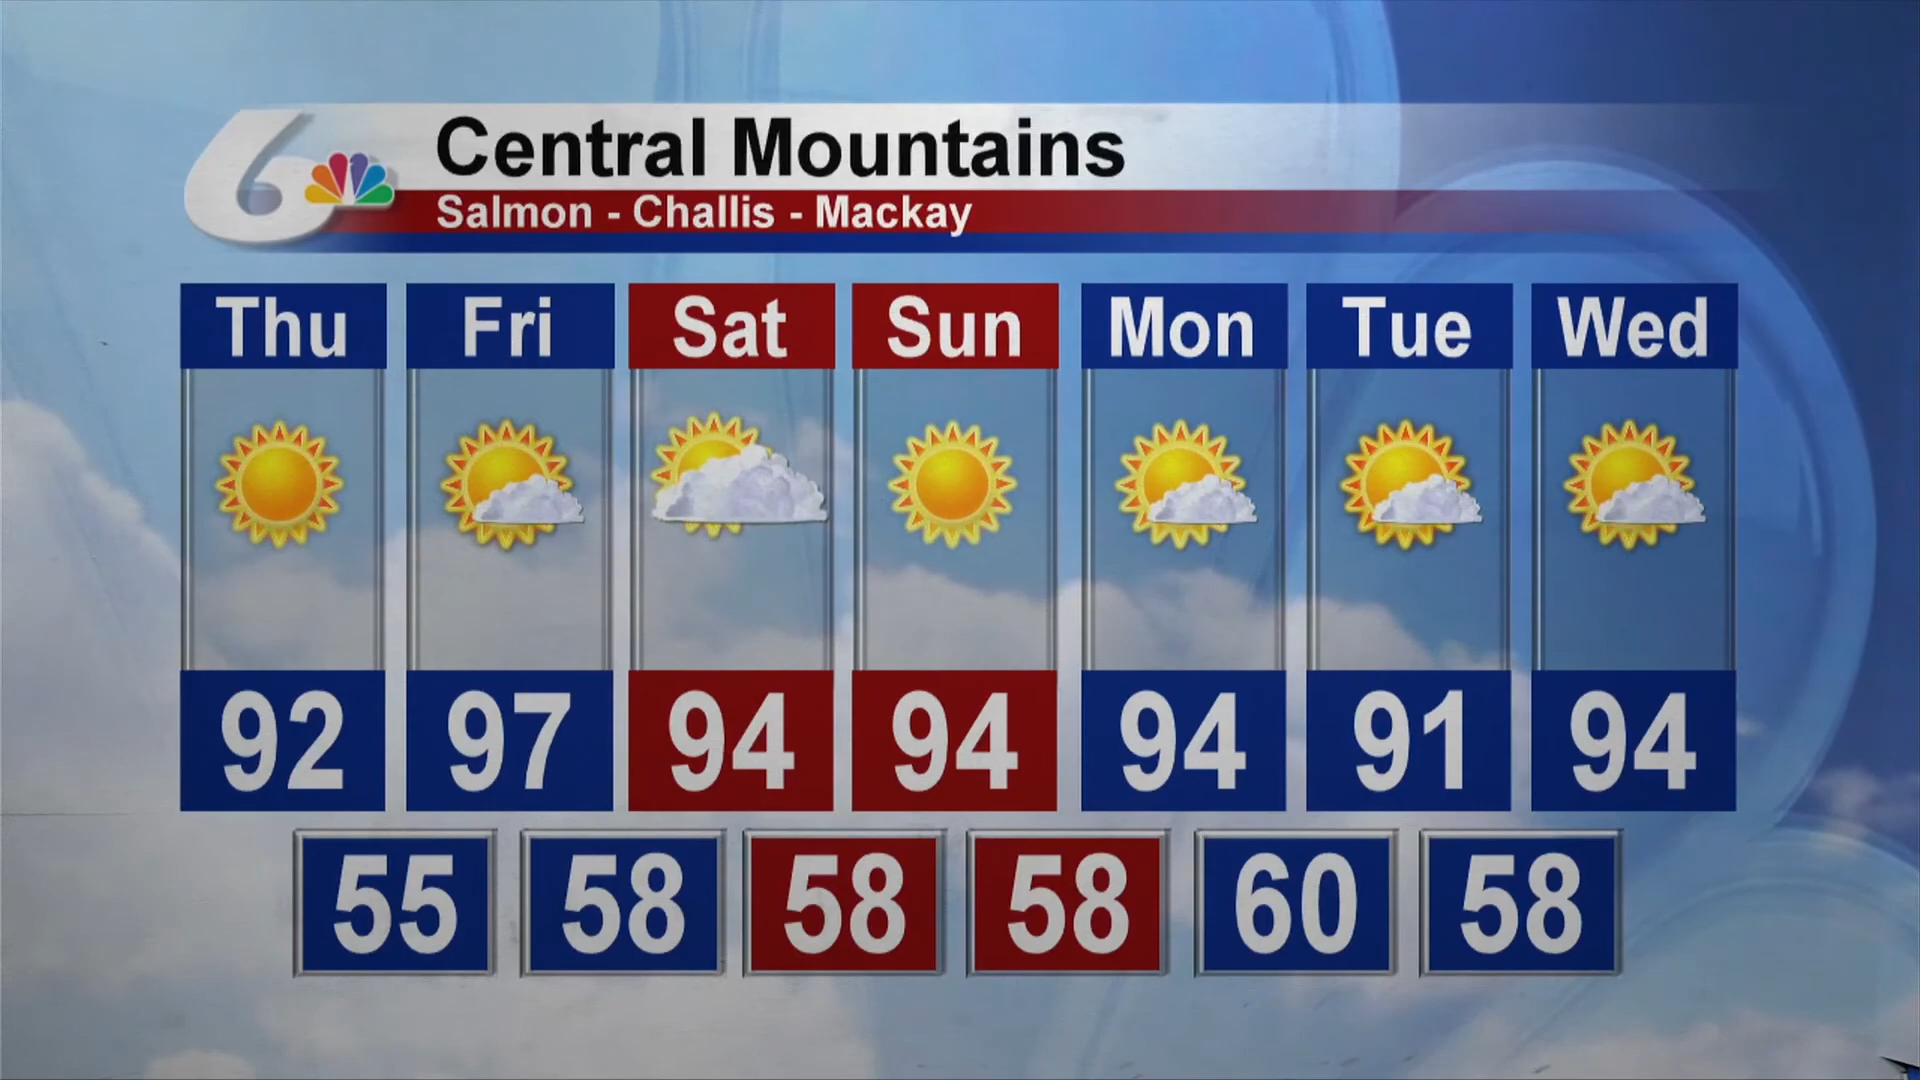 6
Central Mountains
Salmon - Challis - Mackay
Thu Fri Sat Sun Mon Tue Wed
92 97 94 94 94 91 94
55 58 58 58 60 58